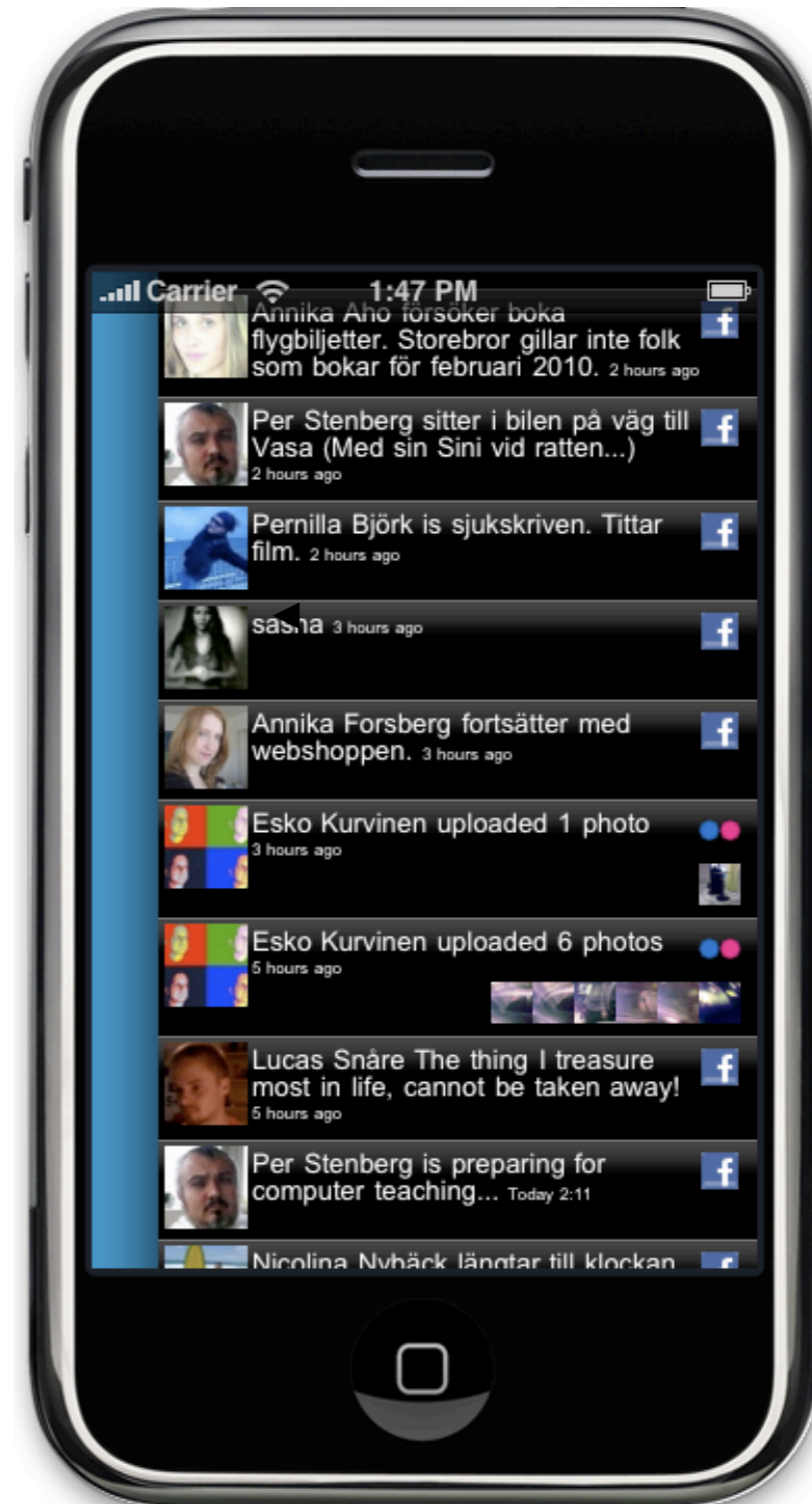 Carrier 1:47 PM
Annika Aho försöker boka
flygbiljetter. Storebror gillar inte folk
som bokar för februari 2010. 2 hours ago
f
Per Stenberg sitter i bilen på väg till
Vasa (Med sin Sini vid ratten...)
2 hours ago
f
Pernilla Björk is sjukskriven. Tittar
film. 2 hours ago
f
sasha 3 hours ago
f
Annika Forsberg fortsätter med
webshoppen. 3 hours ago
f
Esko Kurvinen uploaded 1 photo
3 hours ago
Esko Kurvinen uploaded 6 photos
5 hours ago
Lucas Snåre The thing I treasure
most in life, cannot be taken away!
5 hours ago
f
Per Stenberg is preparing for
computer teaching... Today 2:11
f
Nicolina Nybäck längtar till klockan
f